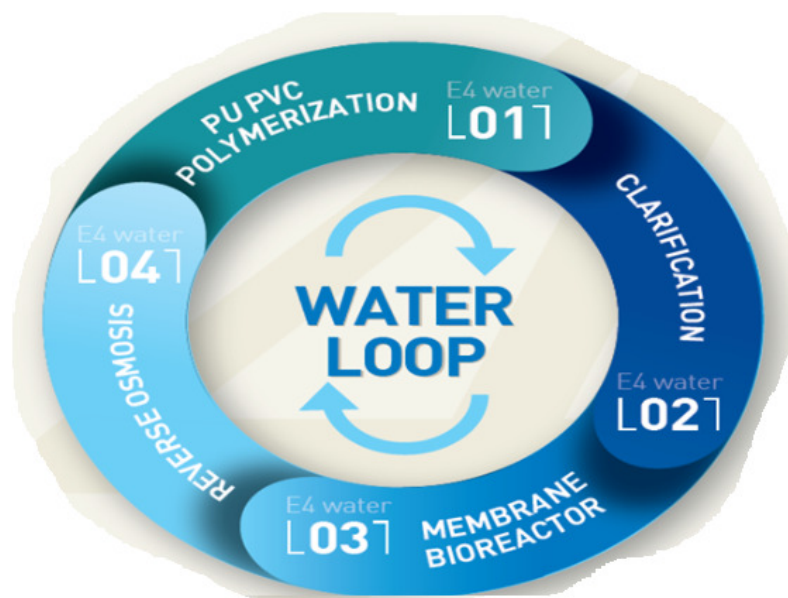 PU PVC
POLYMERIZATION
E4 water
01
CLARIFICATION
E4 water
02
MEMBRANE
BIOREACTOR
E4 water
03
REVERSE OSMOSIS
E4 water
04
WATER
LOOP